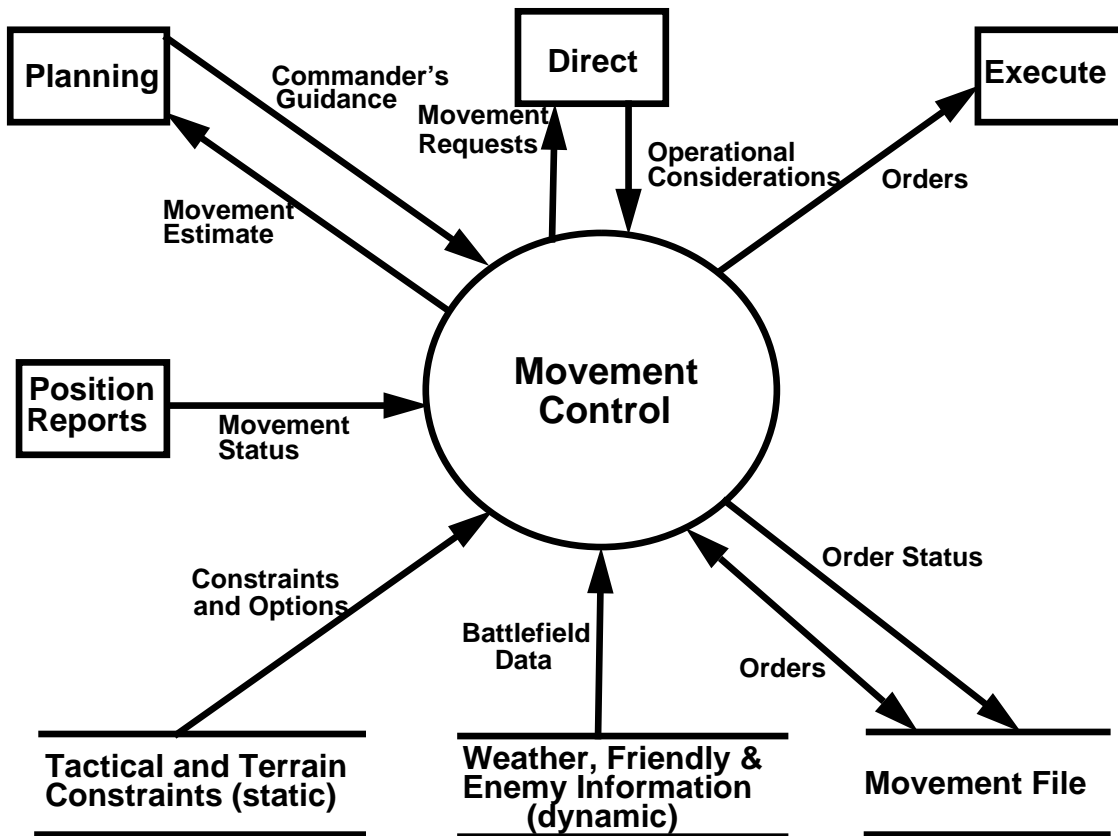 Planning
Commander's
Guidance
Direct
Execute
Movement
Requests
Operational
Considerations
Orders
Movement
Estimate
Position
Reports
Movement
Status
Movement
Control
Constraints
and Options
Battlefield
Data
Order Status
Orders
Tactical and Terrain
Constraints (static)
Weather, Friendly &
Enemy Information
(dynamic)
Movement File